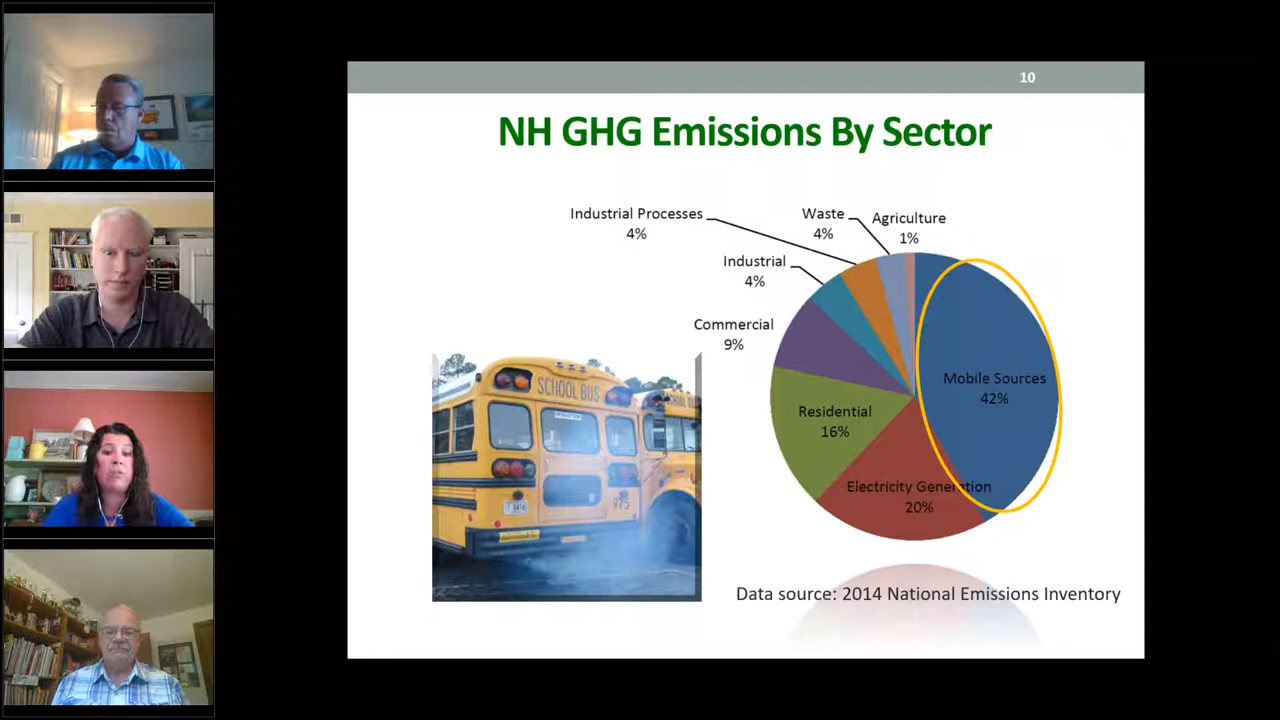 10
NH GHG Emissions By Sector
Industrial Processes
4%
Waste
4%
Agriculture
1%
Industrial
4%
Commercial
9%
Mobile Sources
42%
Residential
16%
Electricity Generation
20%
SCHOOL BUS
975
Data source: 2014 National Emissions Inventory